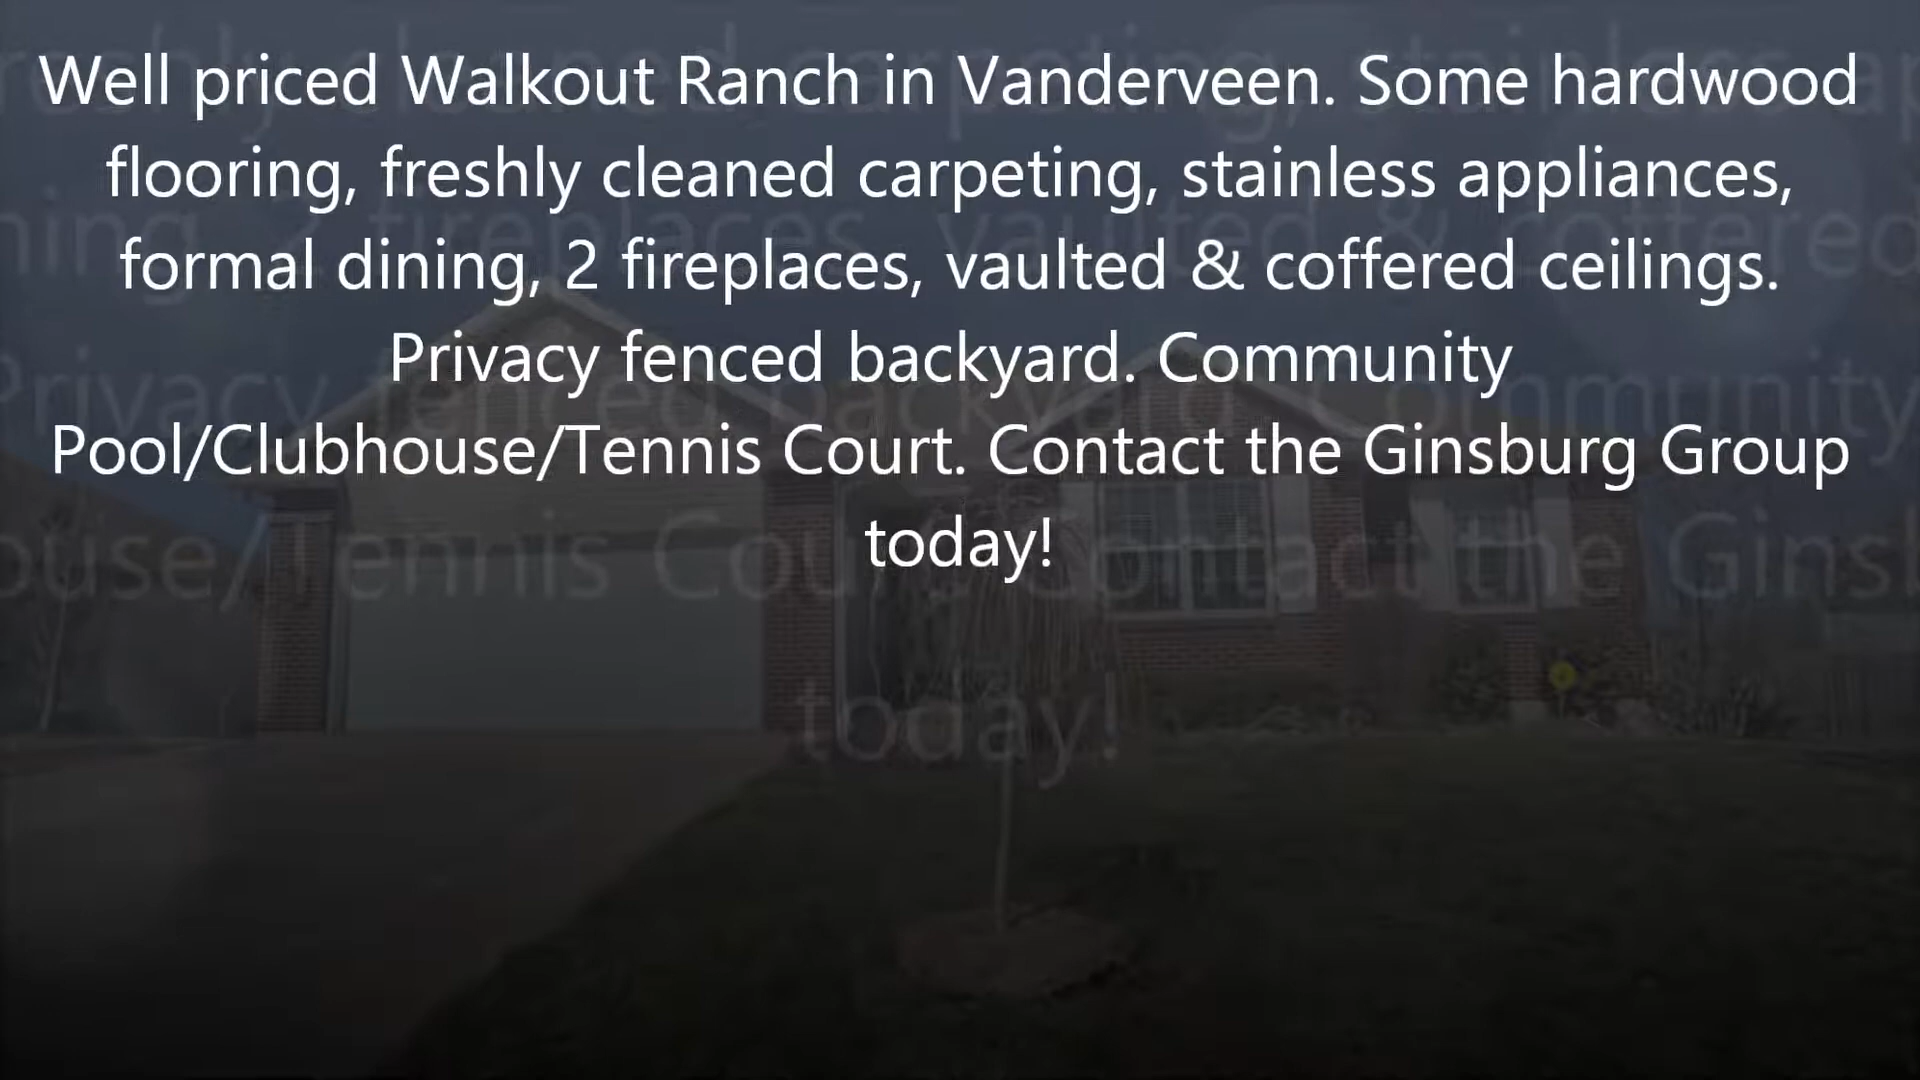 Well priced Walkout Ranch in Vanderveen. Some hardwood
flooring, freshly cleaned carpeting, stainless appliances,
formal dining, 2 fireplaces, vaulted & coffered ceilings.
Privacy fenced backyard. Community
Pool/Clubhouse/Tennis Court. Contact the Ginsburg Group
today!